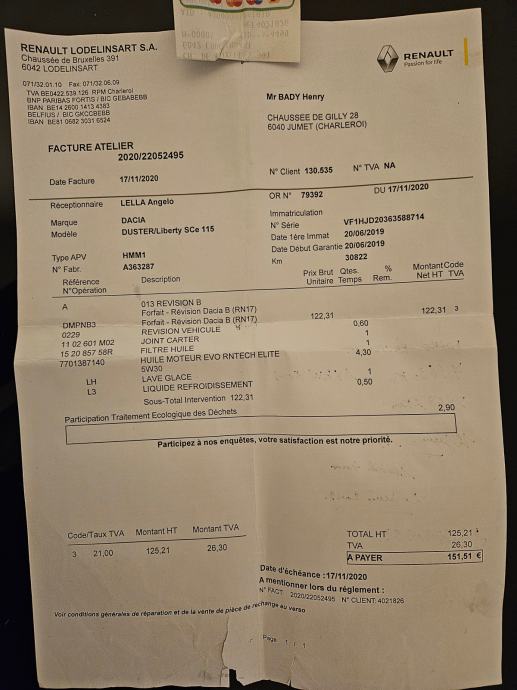 RENAULT LODELINSART S.A.
Chaussée de Bruxelles 391
6042 LODELINSART
RENAULT
Passion for life
071/32.01.10 Fax: 071/32.06.09
TVA BE0422.539.126 RPM Charleroi
BNP PARIBAS FORTIS / BIC GEBABEBB
IBAN BE14 2600 1413 4383
BELFIUS / BIC GKCCBEBB
IBAN BE81 0682 3031 6524
Mr BADY Henry
CHAUSSEE DE GILLY 28
6040 JUMET (CHARLEROI)
FACTURE ATELIER
2020/22052495
Date Facture 17/11/2020
N° Client 130.535 N° TVA NA
Réceptionnaire LELLA Angelo
OR N° 79392 DU 17/11/2020
Marque DACIA
Modèle DUSTER/Liberty SCe 115
Immatriculation
N° Série VF1HJD20363588714
Date 1ère Immat 20/06/2019
Date Début Garantie 20/06/2019
Type APV HMM1
N° Fabr. A363287
Km 30822
Référence Description Prix Brut Qtes. % Montant Code
N°Opération Unitaire Temps Rem. Net HT TVA
A 013 REVISION B
Forfait - Révision Dacia B (RN17) 122,31 122,31 3
DMPNB3 Forfait - Révision Dacia B (RN17)
0229 REVISION VEHICULE 0,60
11 02 601 M02 JOINT CARTER 1
15 20 857 58R FILTRE HUILE 1
7701387140 HUILE MOTEUR EVO RNTECH ELITE 4,30
5W30
LH LAVE GLACE 1
L3 LIQUIDE REFROIDISSEMENT 0,50
Sous-Total Intervention 122,31
Participation Traitement Ecologique des Déchets 2,90
Participez à nos enquêtes, votre satisfaction est notre priorité.
Code/Taux TVA Montant HT Montant TVA
3 21,00 125,21 26,30
TOTAL HT 125,21
TVA 26,30
A PAYER 151,51 €
Date d'échéance :17/11/2020
A mentionner lors du réglement :
N° FACT 2020/22052495 N° CLIENT: 4021826
Voir conditions générales de réparation et de la vente de pièce de rechange au verso
Page 1 / 1